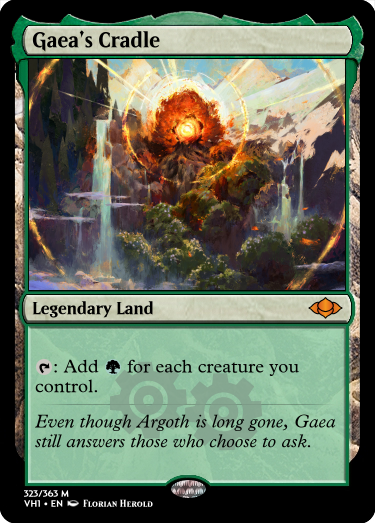 Gaea's Cradle
Legendary Land
: Add for each creature you
control.
Even though Argoth is long gone, Gaea
still answers those who choose to ask.
323/363 M
VH1 • EN Florian Herold